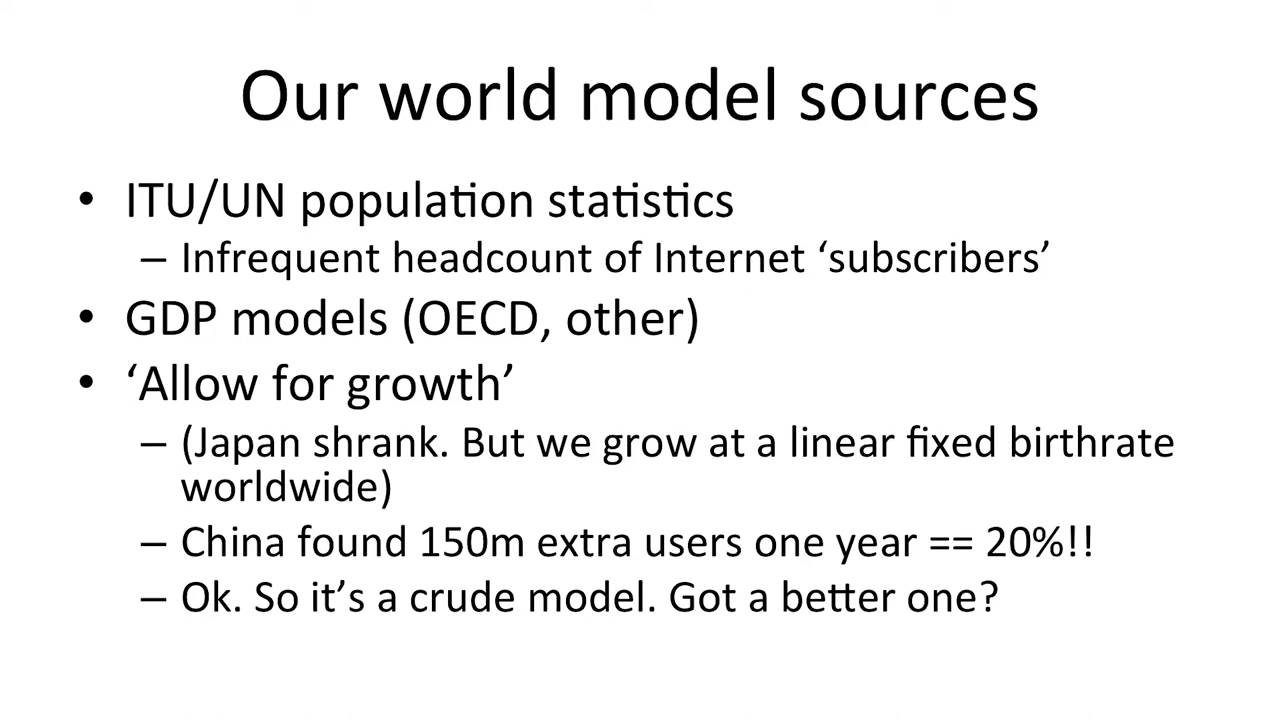 Our world model sources
• ITU/UN population statistics
– Infrequent headcount of Internet ‘subscribers’
• GDP models (OECD, other)
• ‘Allow for growth’
– (Japan shrank. But we grow at a linear fixed birthrate
worldwide)
– China found 150m extra users one year == 20%!!
– Ok. So it’s a crude model. Got a better one?